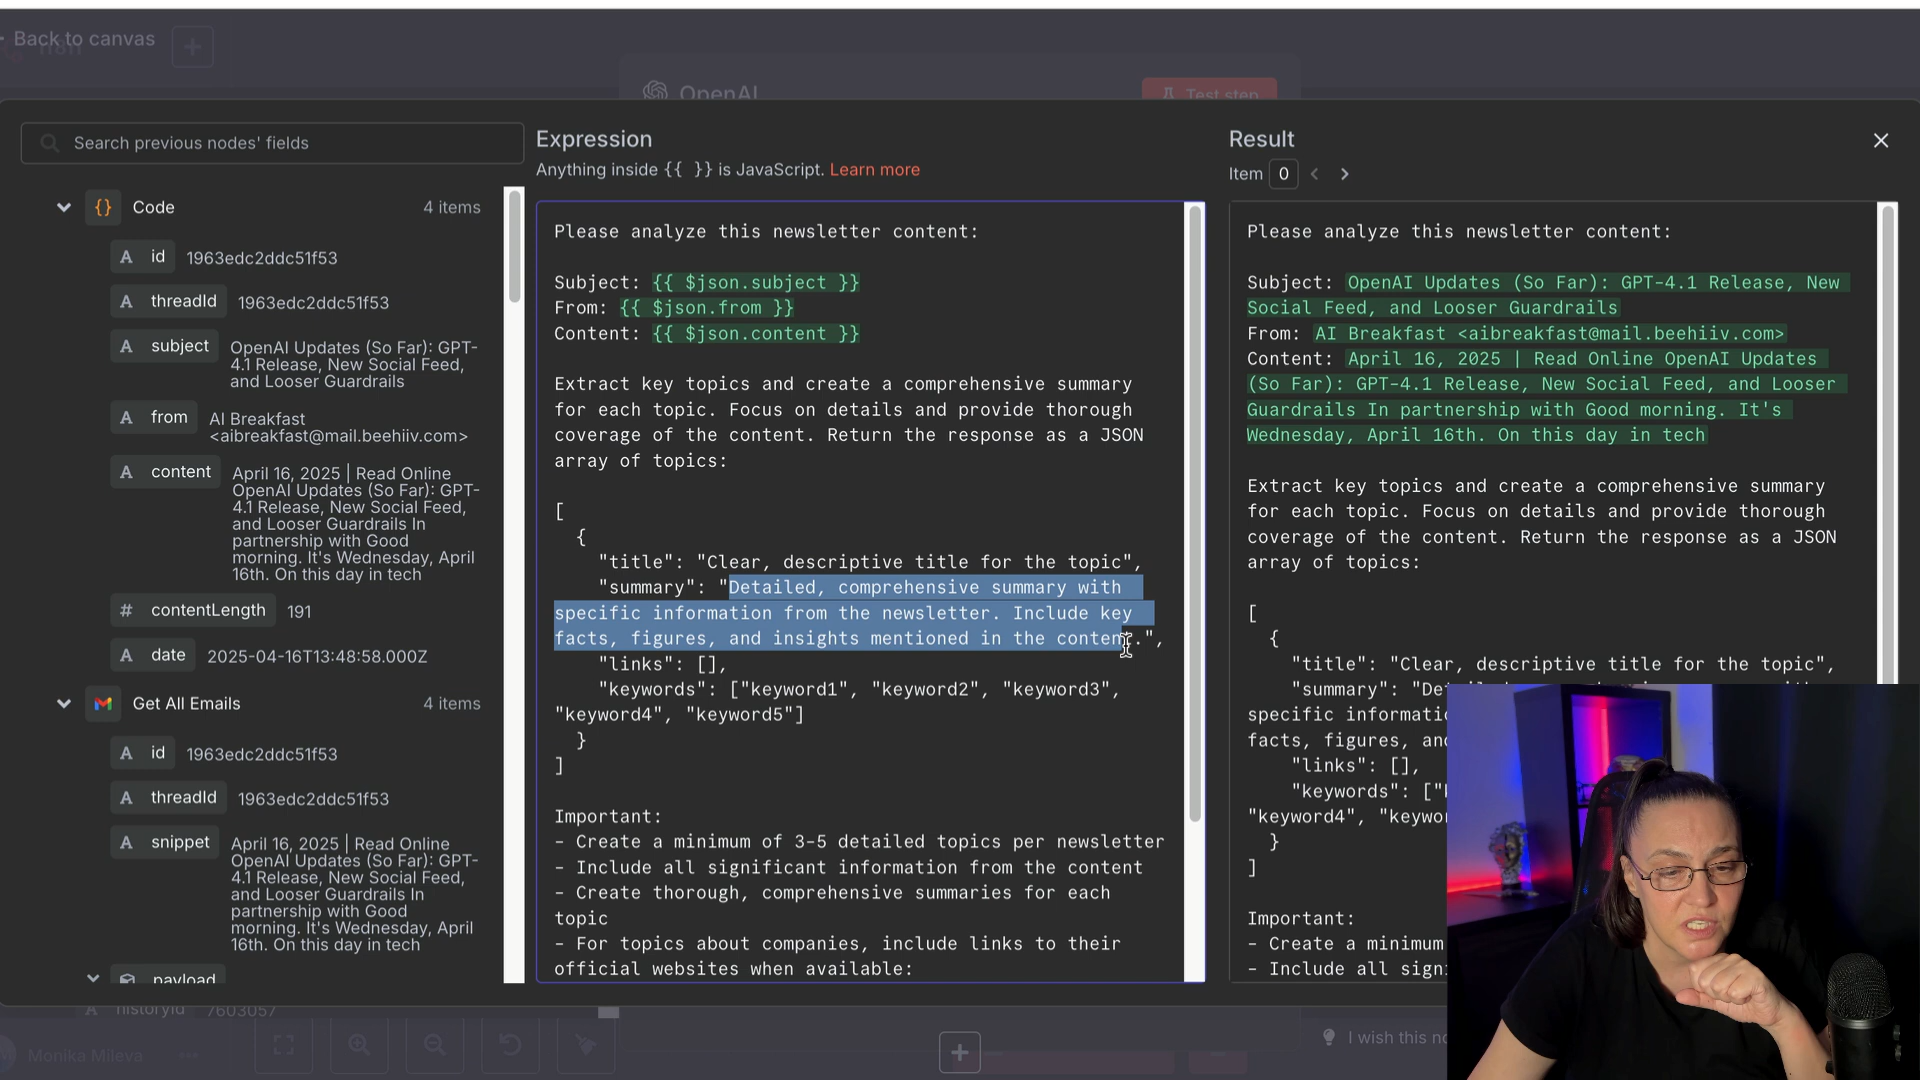 Back to canvas
OpenAI
Test step
Search previous nodes' fields
Code
4 items
A id 1963edc2ddc51f53
A threadId 1963edc2ddc51f53
A subject OpenAI Updates (So Far): GPT-
4.1 Release, New Social Feed,
and Looser Guardrails
A from AI Breakfast
<aibreakfast@mail.beehiiv.com>
A content April 16, 2025 | Read Online
OpenAI Updates (So Far): GPT-
4.1 Release, New Social Feed,
and Looser Guardrails In
partnership with Good
morning. It's Wednesday, April
16th. On this day in tech
# contentLength 191
A date 2025-04-16T13:48:58.000Z
Get All Emails
4 items
A id 1963edc2ddc51f53
A threadId 1963edc2ddc51f53
A snippet April 16, 2025 | Read Online
OpenAI Updates (So Far): GPT-
4.1 Release, New Social Feed,
and Looser Guardrails In
partnership with Good
morning. It's Wednesday, April
16th. On this day in tech
payload
A historyId 7603057
Monika Mileva
Expression
Anything inside {{ }} is JavaScript. Learn more
Please analyze this newsletter content:
Subject: {{ $json.subject }}
From: {{ $json.from }}
Content: {{ $json.content }}
Extract key topics and create a comprehensive summary
for each topic. Focus on details and provide thorough
coverage of the content. Return the response as a JSON
array of topics:
[
{
"title": "Clear, descriptive title for the topic",
"summary": "Detailed, comprehensive summary with
specific information from the newsletter. Include key
facts, figures, and insights mentioned in the content.",
"links": [],
"keywords": ["keyword1", "keyword2", "keyword3",
"keyword4", "keyword5"]
}
]
Important:
- Create a minimum of 3-5 detailed topics per newsletter
- Include all significant information from the content
- Create thorough, comprehensive summaries for each
topic
- For topics about companies, include links to their
official websites when available:
Result
Item 0
Please analyze this newsletter content:
Subject: OpenAI Updates (So Far): GPT-4.1 Release, New
Social Feed, and Looser Guardrails
From: AI Breakfast <aibreakfast@mail.beehiiv.com>
Content: April 16, 2025 | Read Online OpenAI Updates
(So Far): GPT-4.1 Release, New Social Feed, and Looser
Guardrails In partnership with Good morning. It's
Wednesday, April 16th. On this day in tech
Extract key topics and create a comprehensive summary
for each topic. Focus on details and provide thorough
coverage of the content. Return the response as a JSON
array of topics:
[
{
"title": "Clear, descriptive title for the topic",
"summary":
specific
facts, figures,
"links": [],
"keywords":
"keyword4",
}
]
Important:
- Create a minimum
- Include all
I wish this